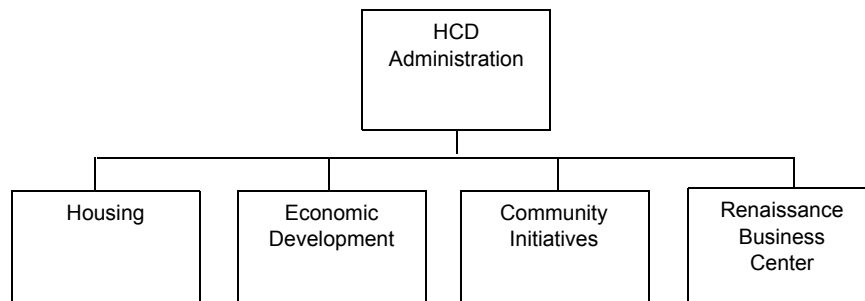 HCD
Administration
Housing
Economic
Development
Community
Initiatives
Renaissance
Business
Center